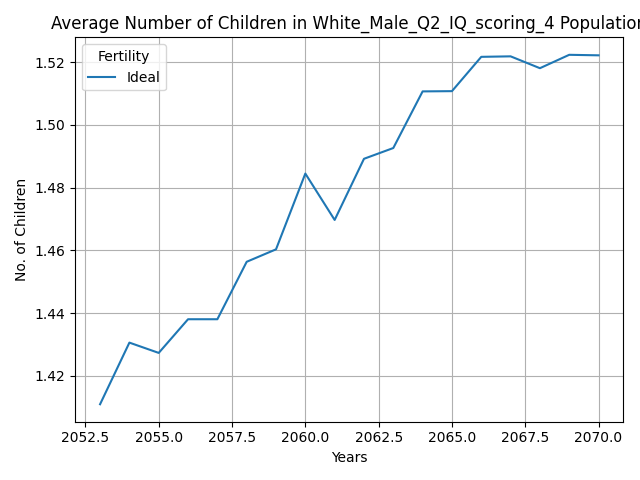 Average Number of Children in White_Male_Q2_IQ_scoring_4 Population
Fertility
Ideal
1.52
1.50
1.48
1.46
1.44
1.42
No. of Children
2052.5 2055.0 2057.5 2060.0 2062.5 2065.0 2067.5 2070.0
Years